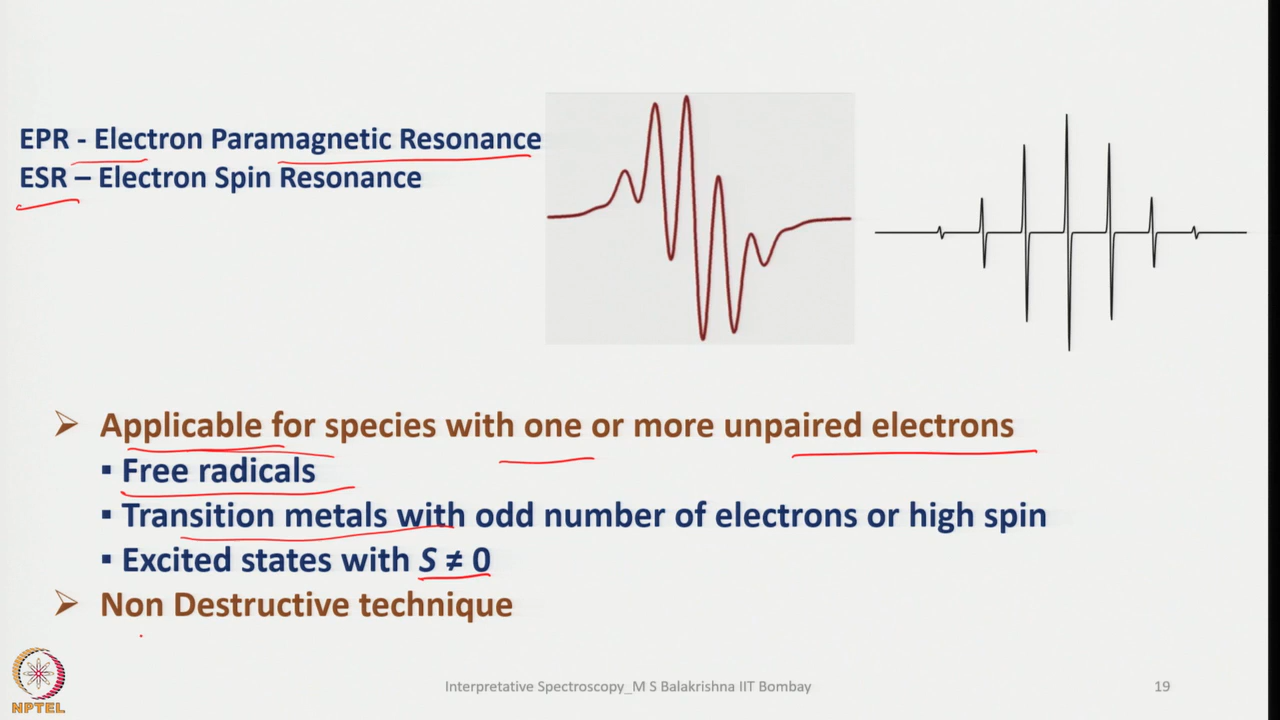 EPR - Electron Paramagnetic Resonance
ESR – Electron Spin Resonance
➢ Applicable for species with one or more unpaired electrons
▪ Free radicals
▪ Transition metals with odd number of electrons or high spin
▪ Excited states with S ≠ 0
➢ Non Destructive technique
NPTEL
Interpretative Spectroscopy_M S Balakrishna IIT Bombay
19